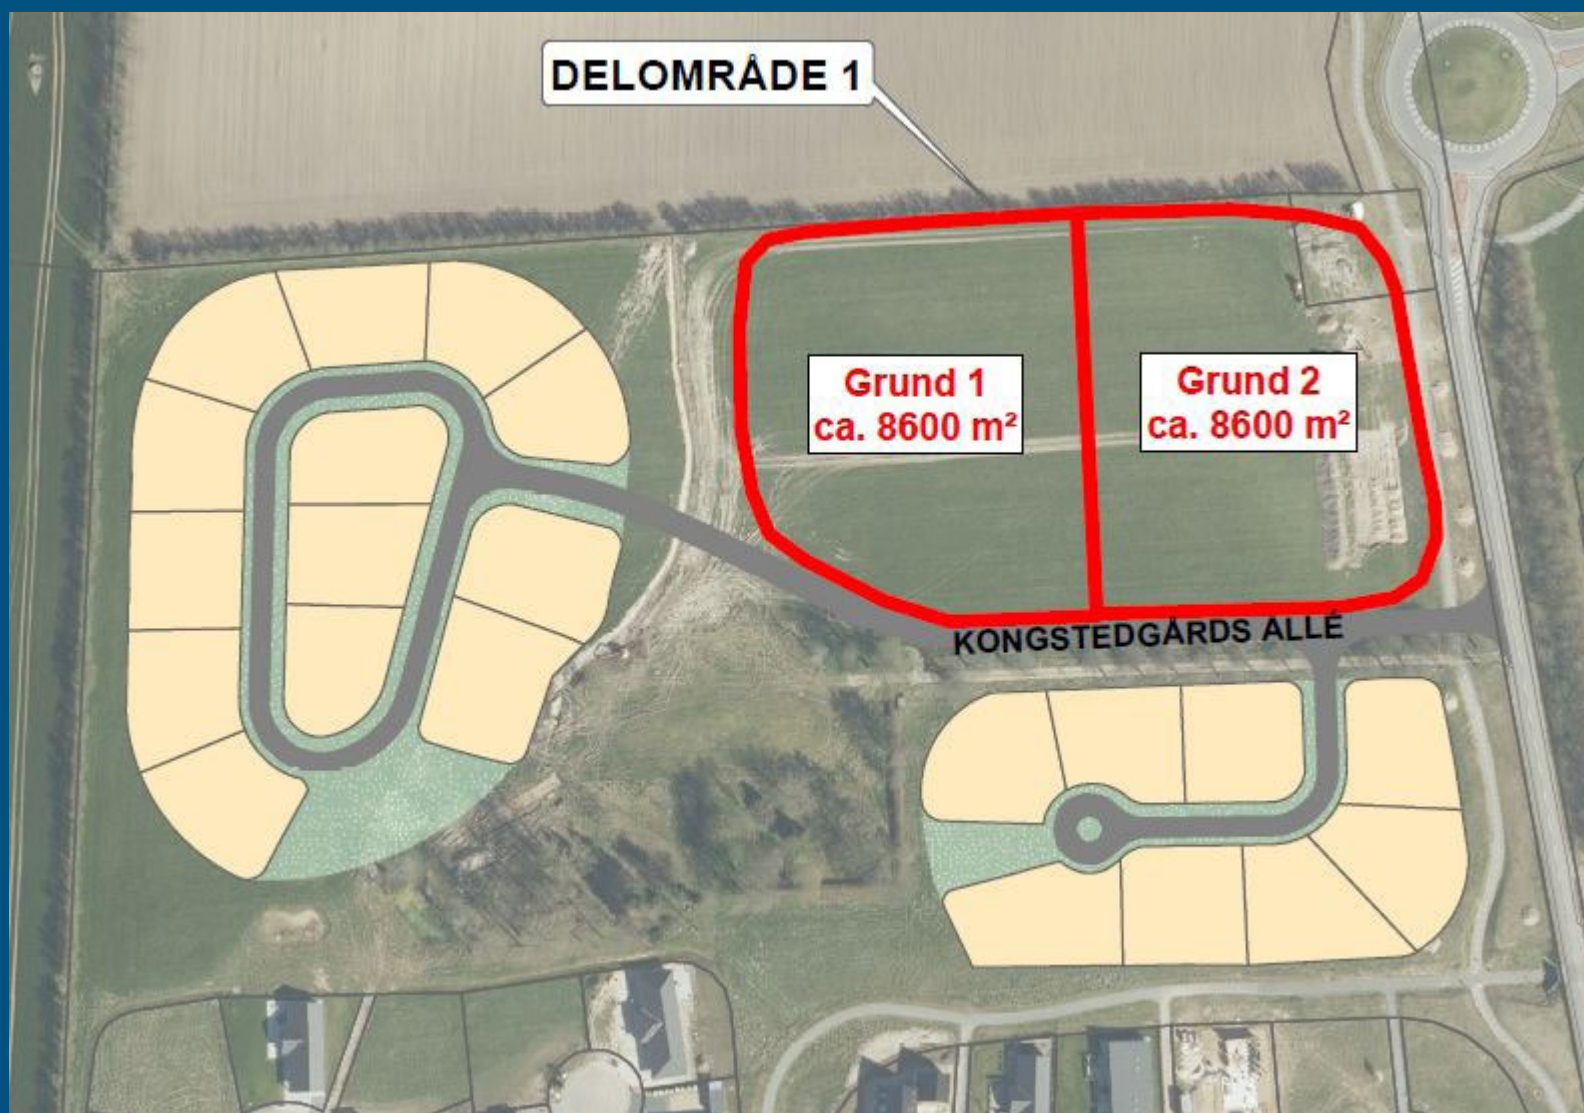 DELOMRÅDE 1
Grund 1
ca. 8600 m²
Grund 2
ca. 8600 m²
KONGSTEDGÅRDS ALLÉ